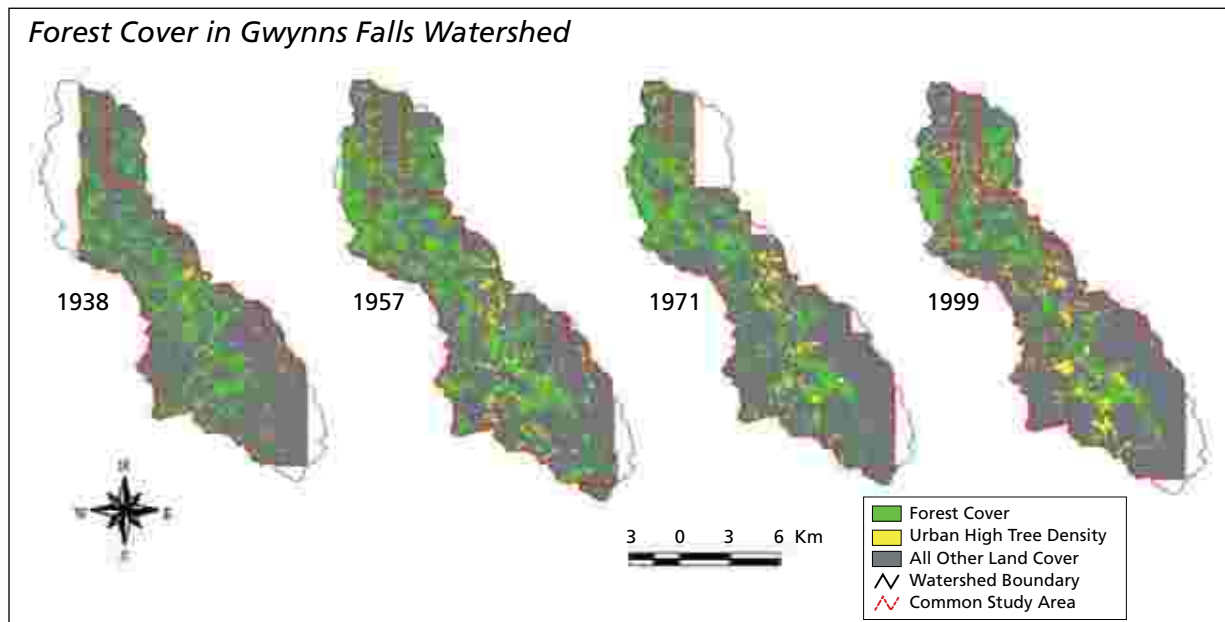 Forest Cover in Gwynns Falls Watershed
1938
1957
1971
1999
N
W E
S
3 0 3 6 Km
Forest Cover
Urban High Tree Density
All Other Land Cover
Watershed Boundary
Common Study Area